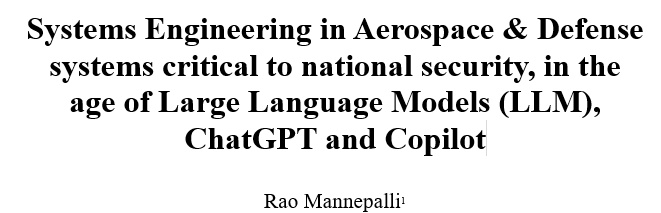 Systems Engineering in Aerospace & Defense
systems critical to national security, in the
age of Large Language Models (LLM),
ChatGPT and Copilot
Rao Mannepalli¹